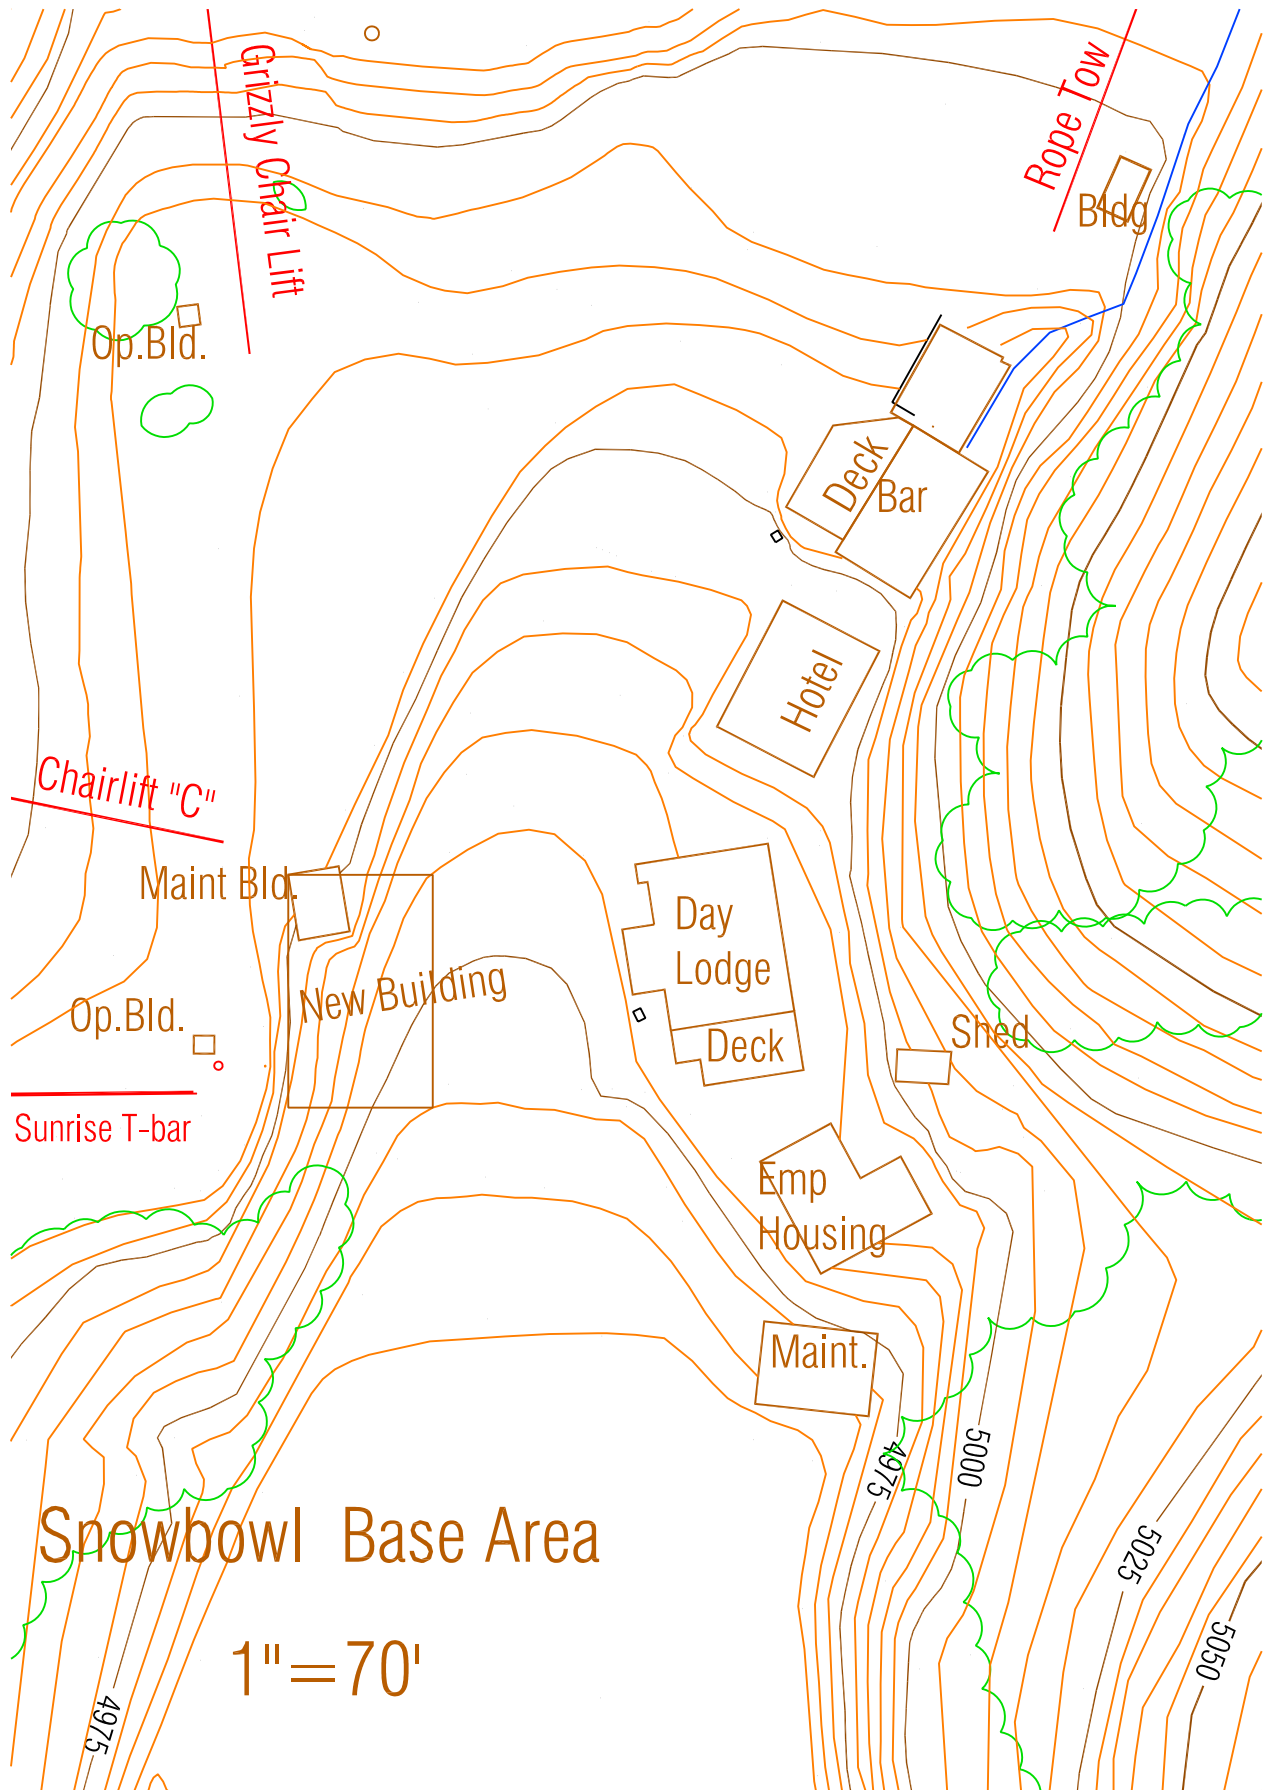 Grizzly Chair Lift
Rope Tow
Bldg
Op.Bld.
Deck
Bar
Hotel
Chairlift "C"
Maint Bld.
Day
Lodge
New Building
Op.Bld.
Deck
Shed
Sunrise T-bar
Emp
Housing
Maint.
4975
5000
Snowbowl Base Area
5025
1"=70'
5050
4975